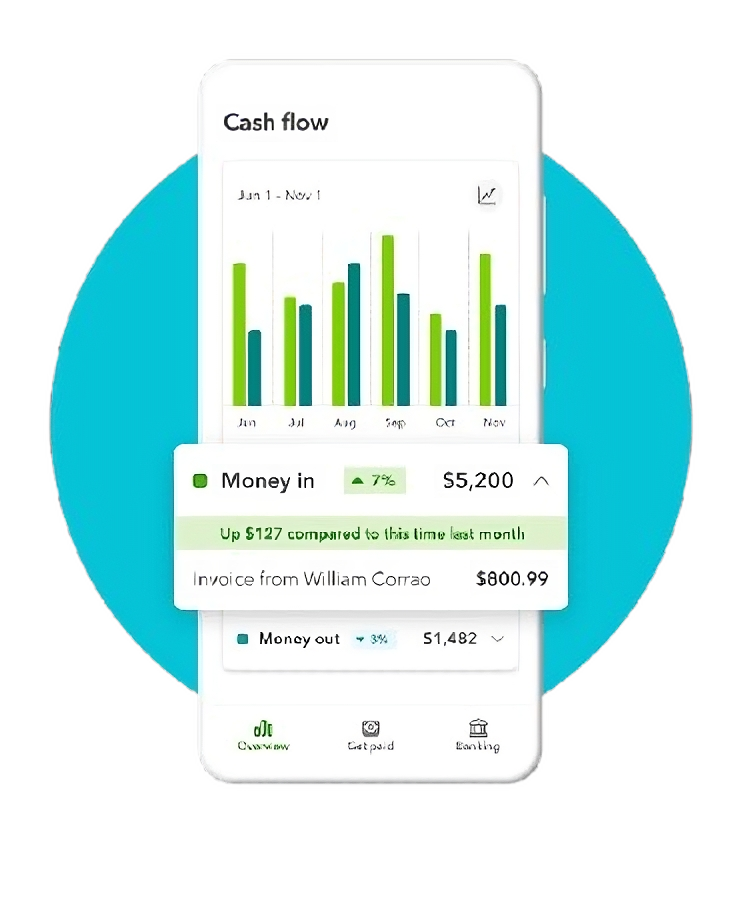 Cash flow
Jun 1 - Nov 1
Jun Jul Aug Sep Oct Nov
Money in 7% $5,200
Up $127 compared to this time last month
Invoice from William Corrao $800.99
Money out 3% $1,482
Overview Get paid Banking